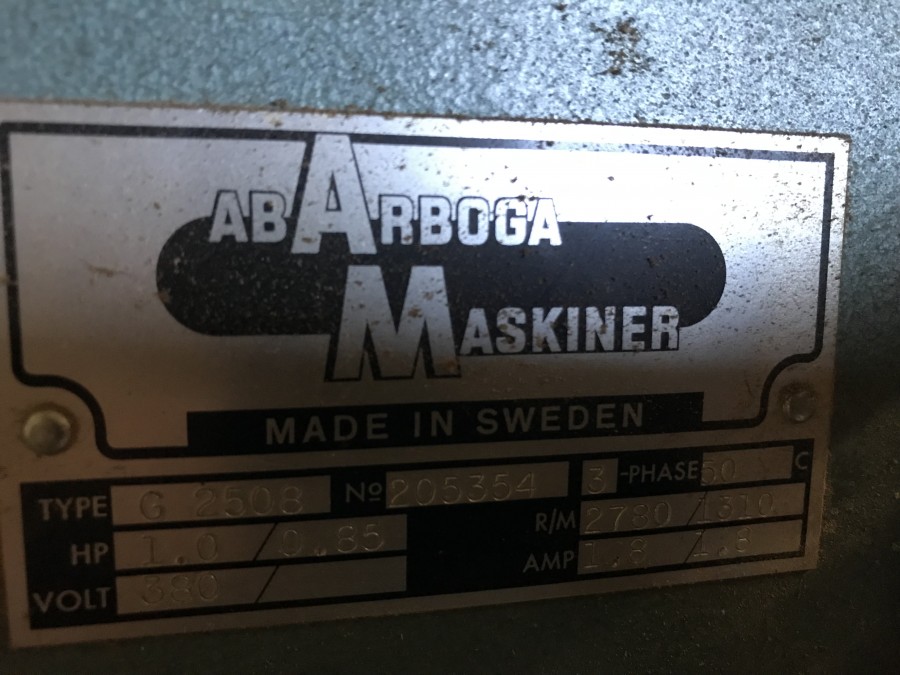 AB ARBOGA
MASKINER
MADE IN SWEDEN
TYPE G 2508 No 205354 3 -PHASE 50 C
HP 1.0 / 0.85 R/M 2780 / 1310
VOLT 380 / AMP 1.8 / 1.8